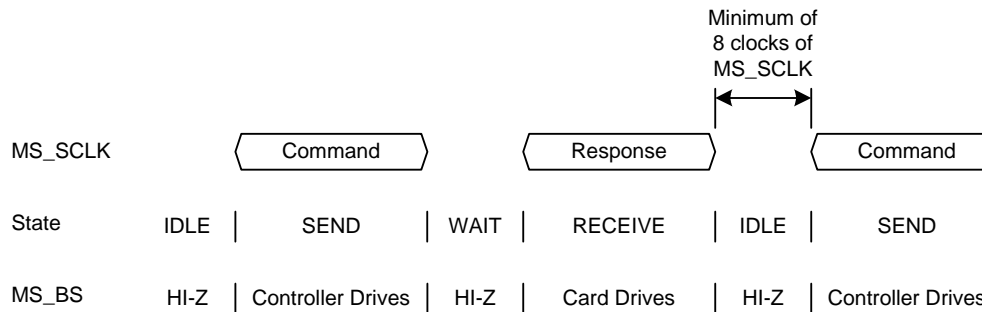 Minimum of
8 clocks of
MS_SCLK
MS_SCLK Command Response Command
State IDLE SEND WAIT RECEIVE IDLE SEND
MS_BS HI-Z Controller Drives HI-Z Card Drives HI-Z Controller Drives